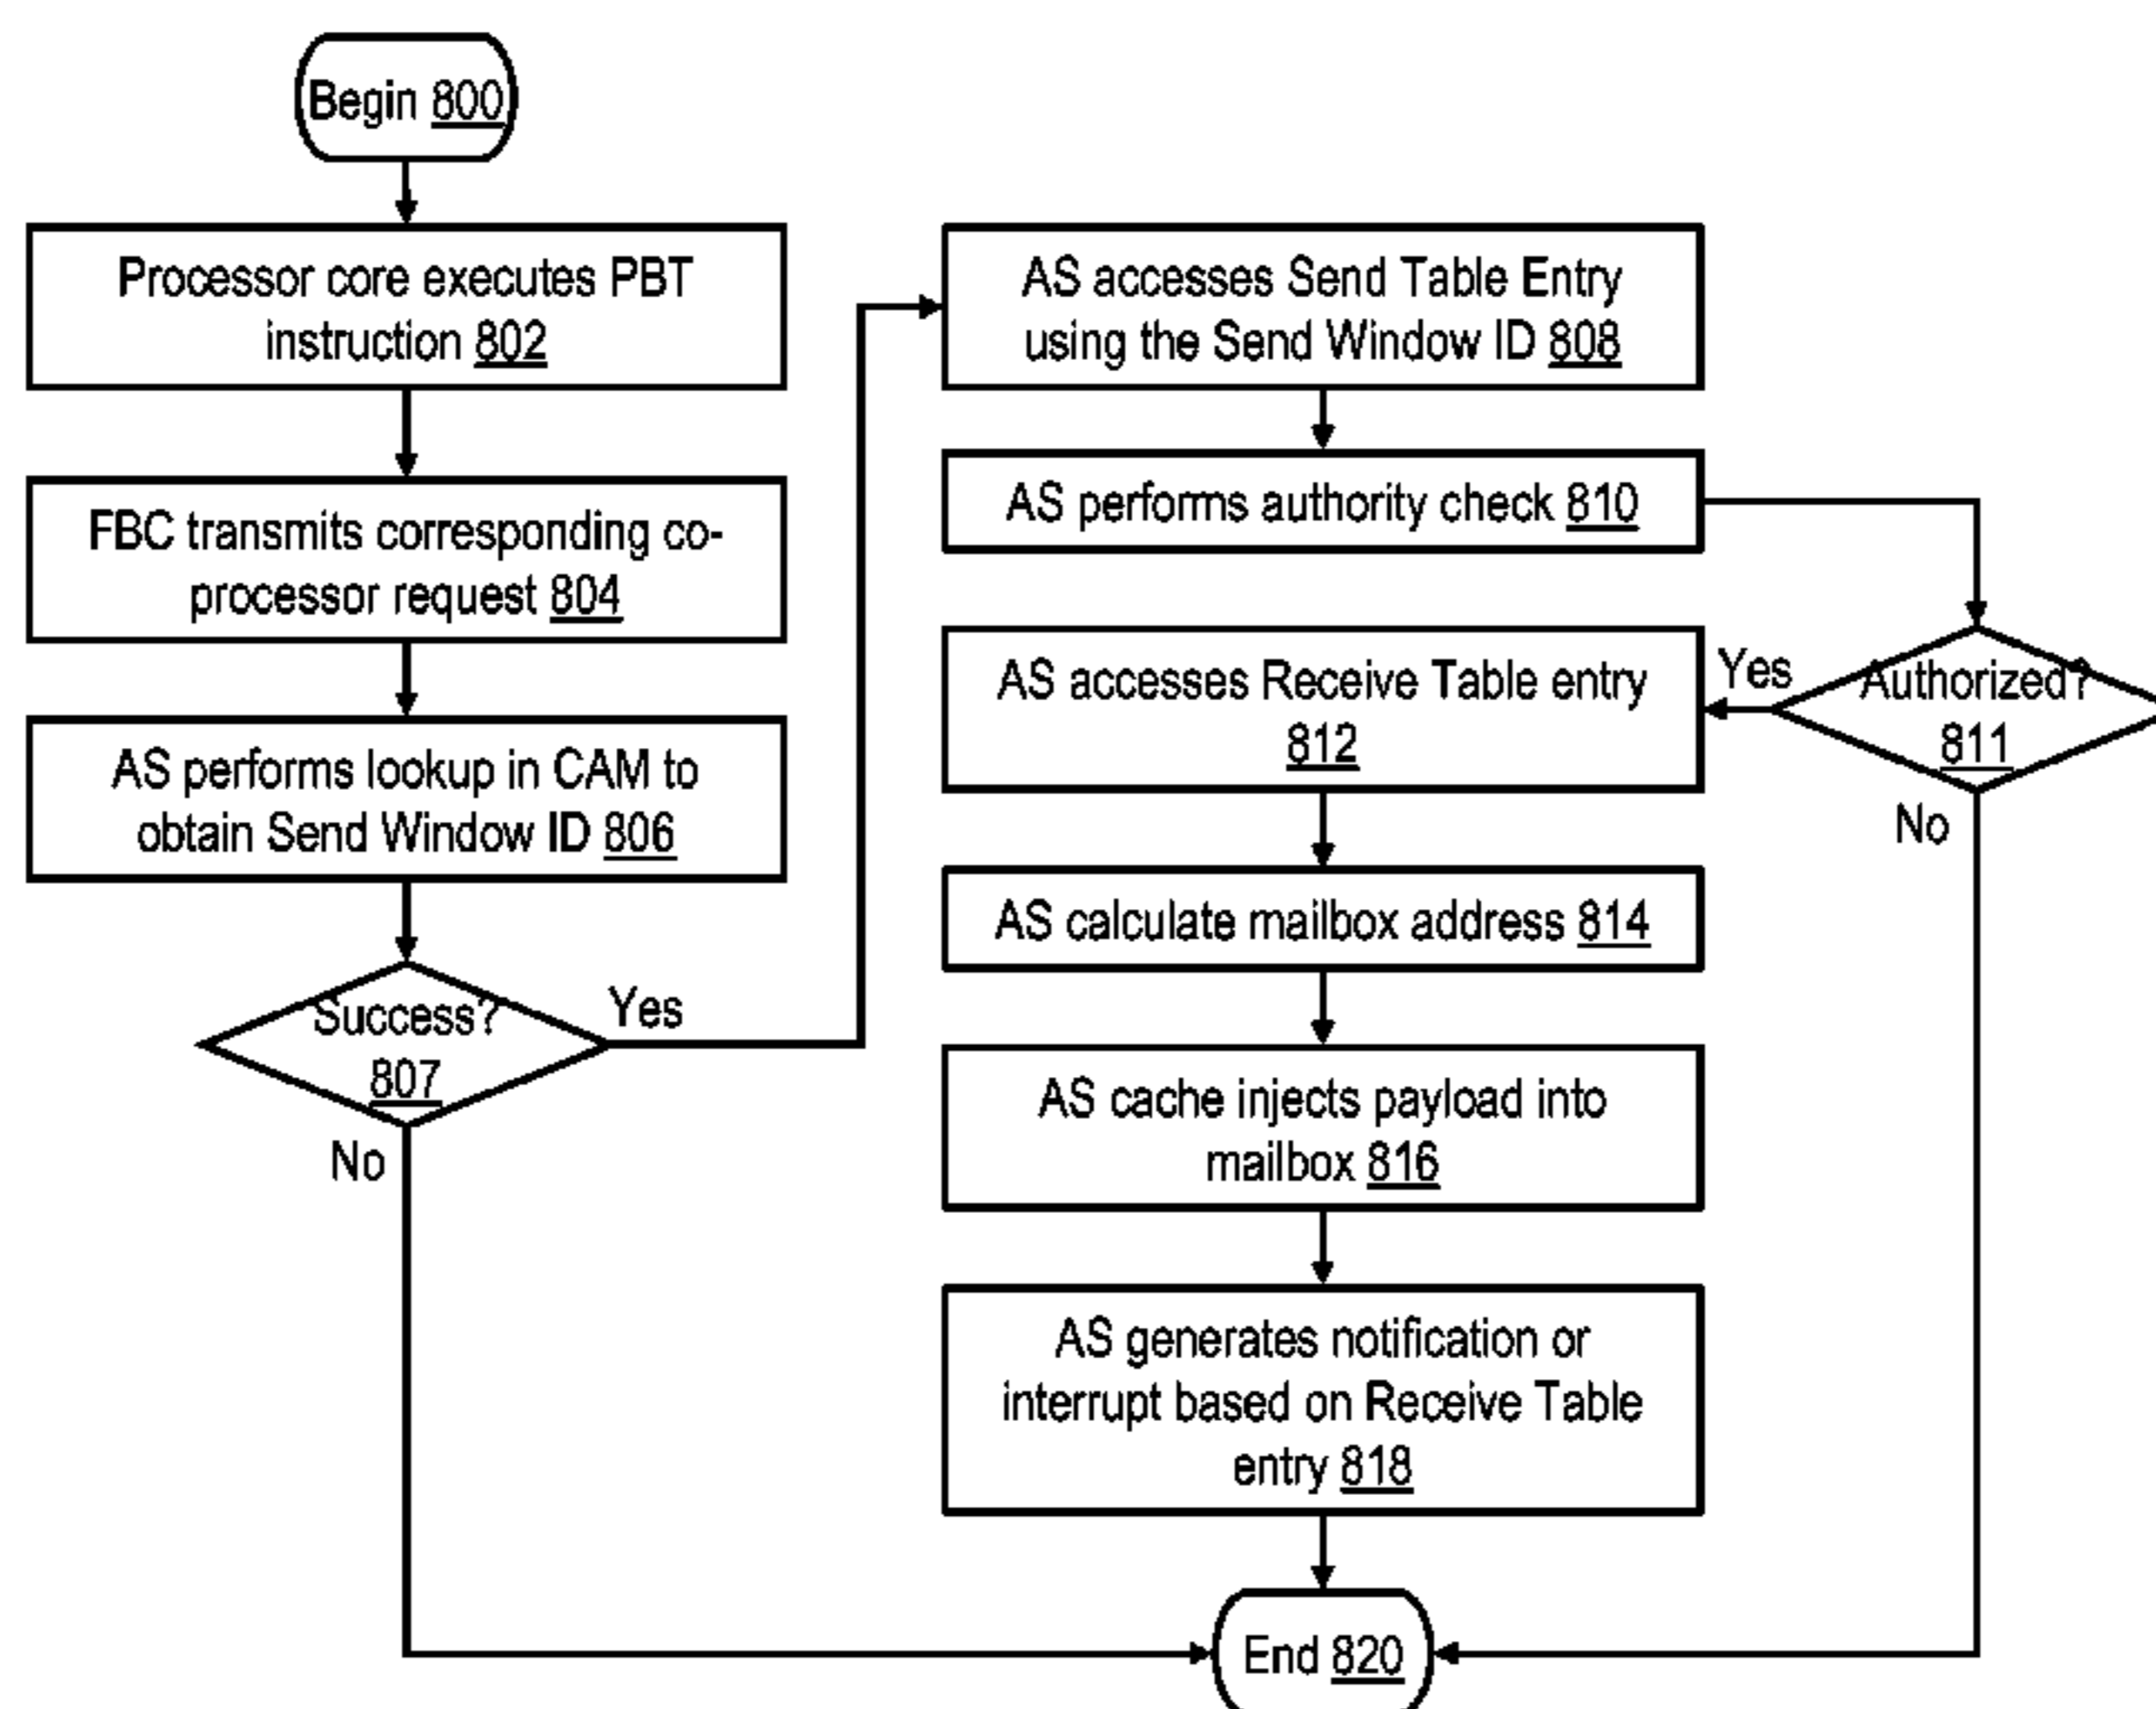 Begin 800
Processor core executes PBT
instruction 802
FBC transmits corresponding co-
processor request 804
AS performs lookup in CAM to
obtain Send Window ID 806
Success?
807
Yes
No
AS accesses Send Table Entry
using the Send Window ID 808
AS performs authority check 810
Authorized?
811
Yes
No
AS accesses Receive Table entry
812
AS calculate mailbox address 814
AS cache injects payload into
mailbox 816
AS generates notification or
interrupt based on Receive Table
entry 818
End 820